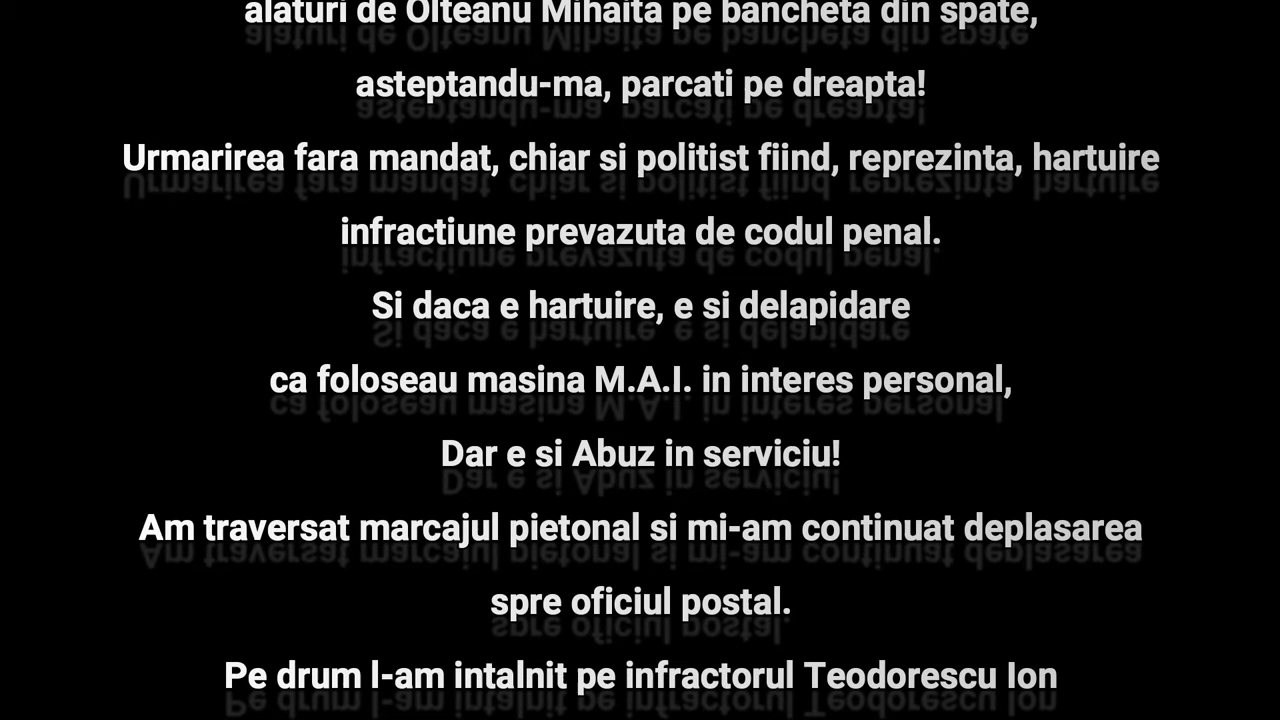 alaturi de Olteanu Mihaita pe bancheta din spate,
asteptandu-ma, parcati pe dreapta!
Urmarirea fara mandat, chiar si politist fiind, reprezinta, hartuire
infractiune prevazuta de codul penal.
Si daca e hartuire, e si delapidare
ca foloseau masina M.A.I. in interes personal,
Dar e si Abuz in serviciu!
Am traversat marcajul pietonal si mi-am continuat deplasarea
spre oficiul postal.
Pe drum l-am intalnit pe infractorul Teodorescu Ion